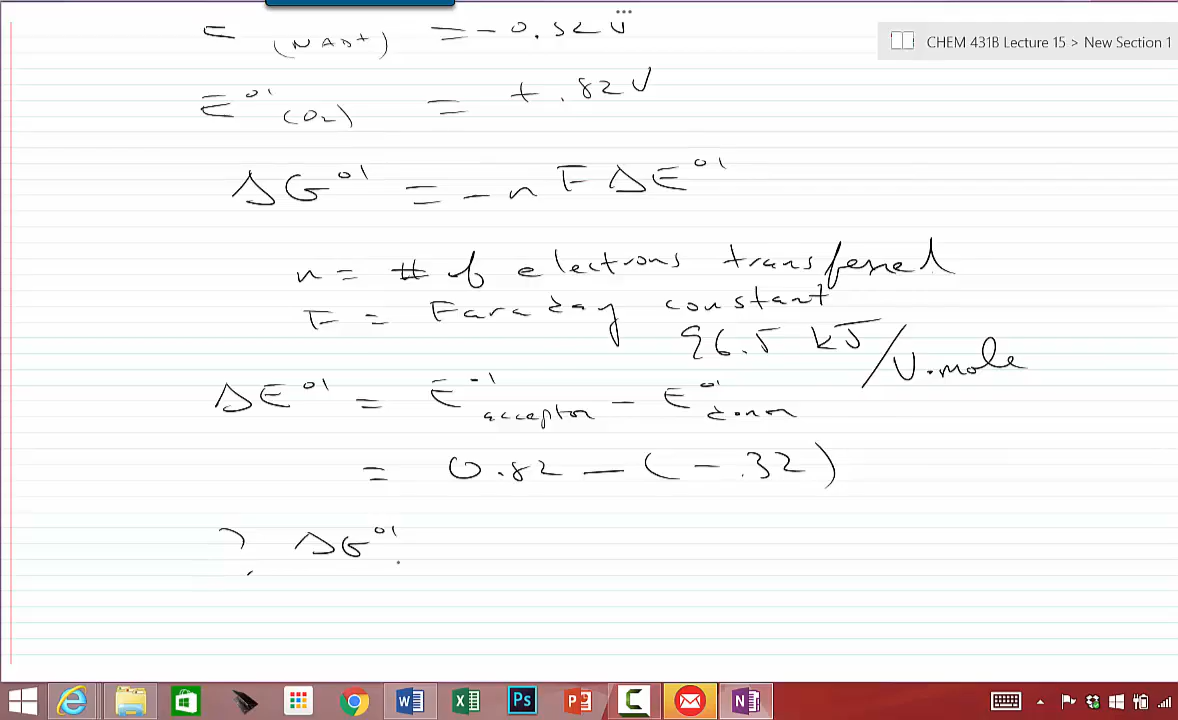 E (NAD+) = - 0.32 V
CHEM 431B Lecture 15 > New Section 1
E°' (O2) = + .82 V
ΔG°' = - n F ΔE°'
n = # of electrons transferred
F = Faraday constant
96.5 kJ/V.mole
ΔE°' = E°' acceptor - E°' donor
= 0.82 - (- .32)
? ΔG°'